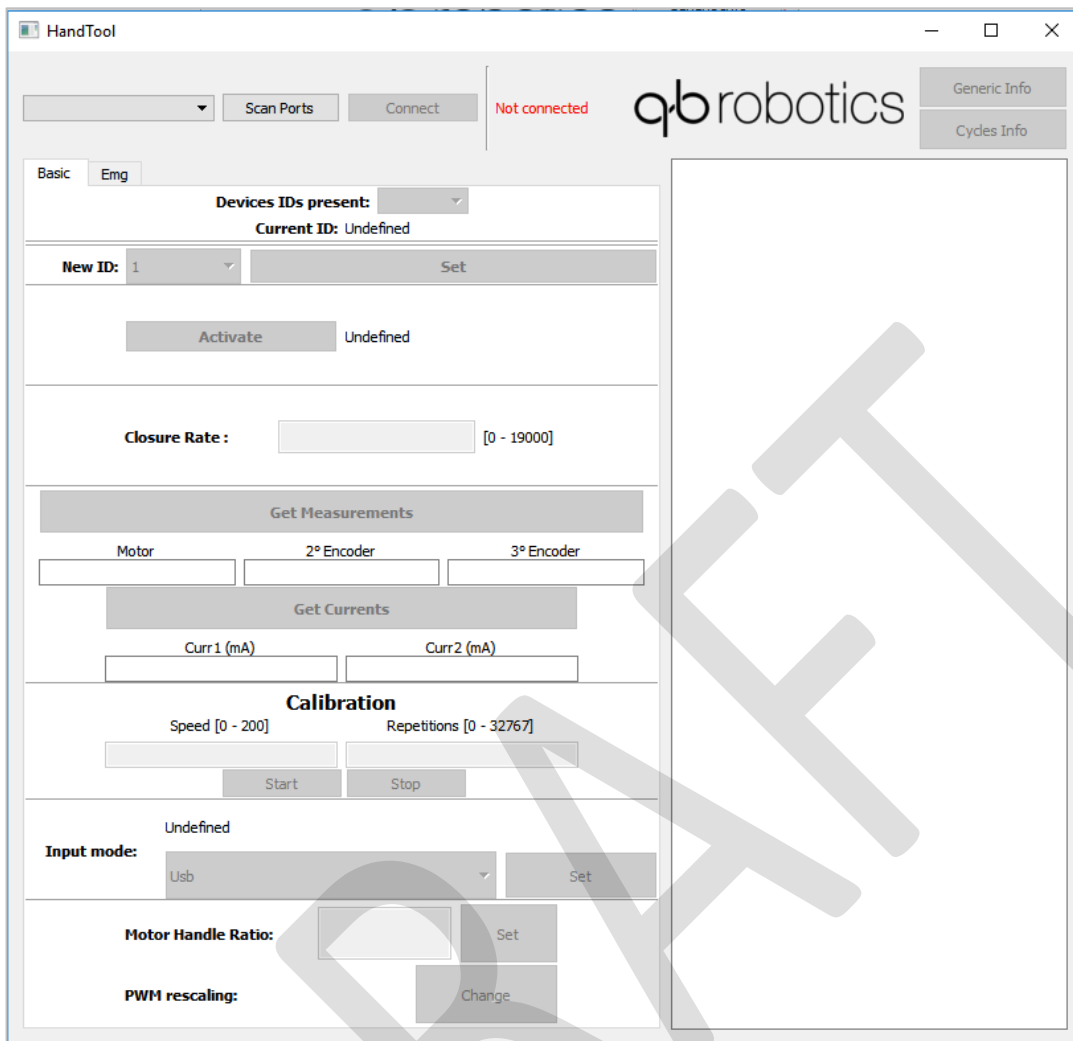 HandTool
Scan Ports
Connect
Not connected
qbrobotics
Generic Info
Cycles Info
Basic
Emg
Devices IDs present:
Current ID: Undefined
New ID: 1
Set
Activate
Undefined
Closure Rate :
[0 - 19000]
Get Measurements
Motor
2º Encoder
3º Encoder
Get Currents
Curr1 (mA)
Curr2 (mA)
Calibration
Speed [0 - 200]
Repetitions [0 - 32767]
Start
Stop
Undefined
Input mode:
Usb
Set
Motor Handle Ratio:
Set
PWM rescaling:
Change